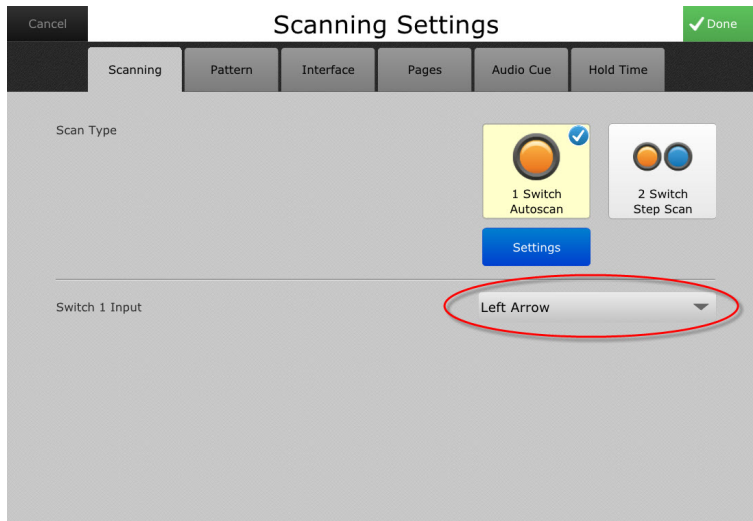 Cancel
Scanning Settings
Done
Scanning
Pattern
Interface
Pages
Audio Cue
Hold Time
Scan Type
1 Switch
Autoscan
2 Switch
Step Scan
Settings
Switch 1 Input
Left Arrow